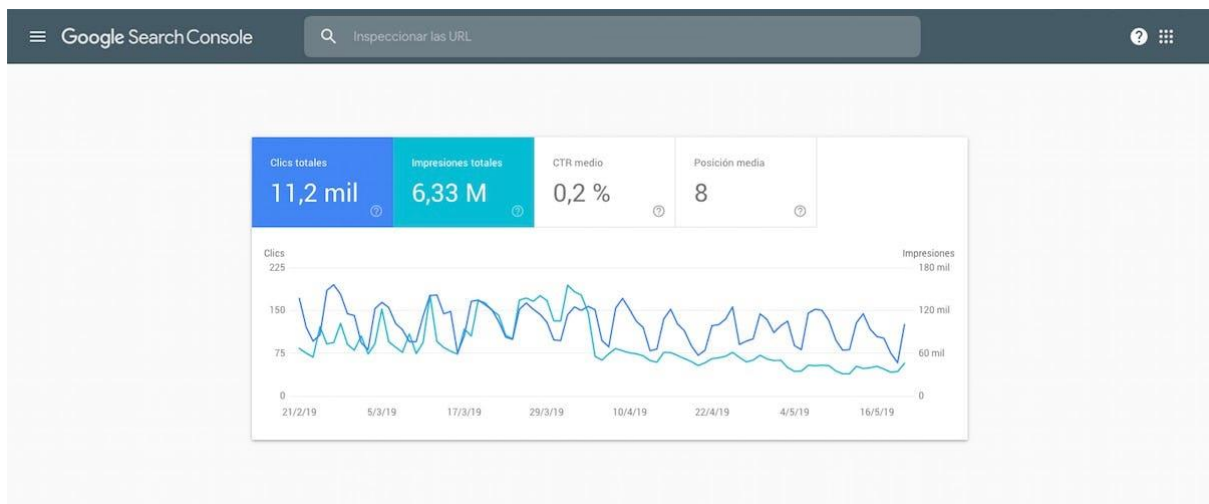 Google Search Console
Inspeccionar las URL
Clics totales
11,2 mil
Impresiones totales
6,33 M
CTR medio
0,2 %
Posición media
8
Clics
Impresiones
225
180 mil
150
120 mil
75
60 mil
0
0
21/2/19 5/3/19 17/3/19 29/3/19 10/4/19 22/4/19 4/5/19 16/5/19